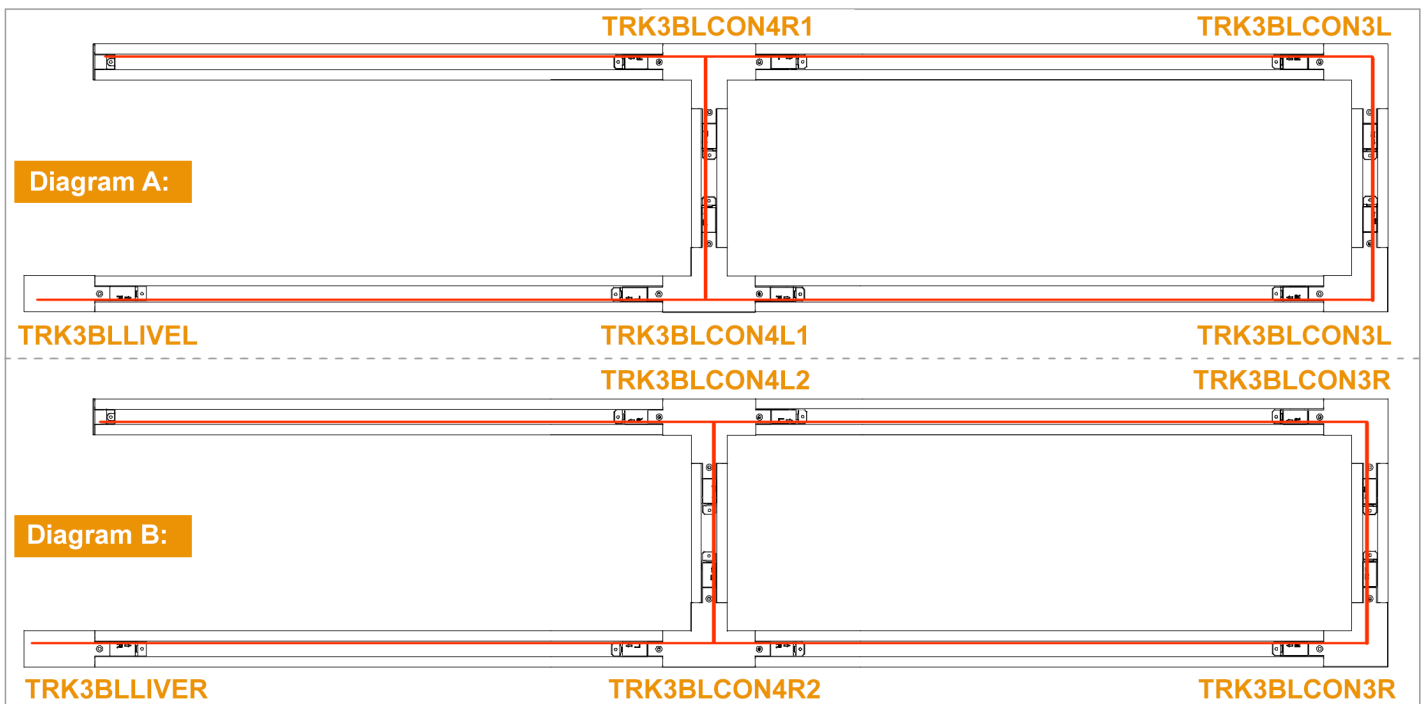 TRK3BLCON4R1 TRK3BLCON3L
Diagram A:
TRK3BLLIVEL TRK3BLCON4L1 TRK3BLCON3L
TRK3BLCON4L2 TRK3BLCON3R
Diagram B:
TRK3BLLIVER TRK3BLCON4R2 TRK3BLCON3R